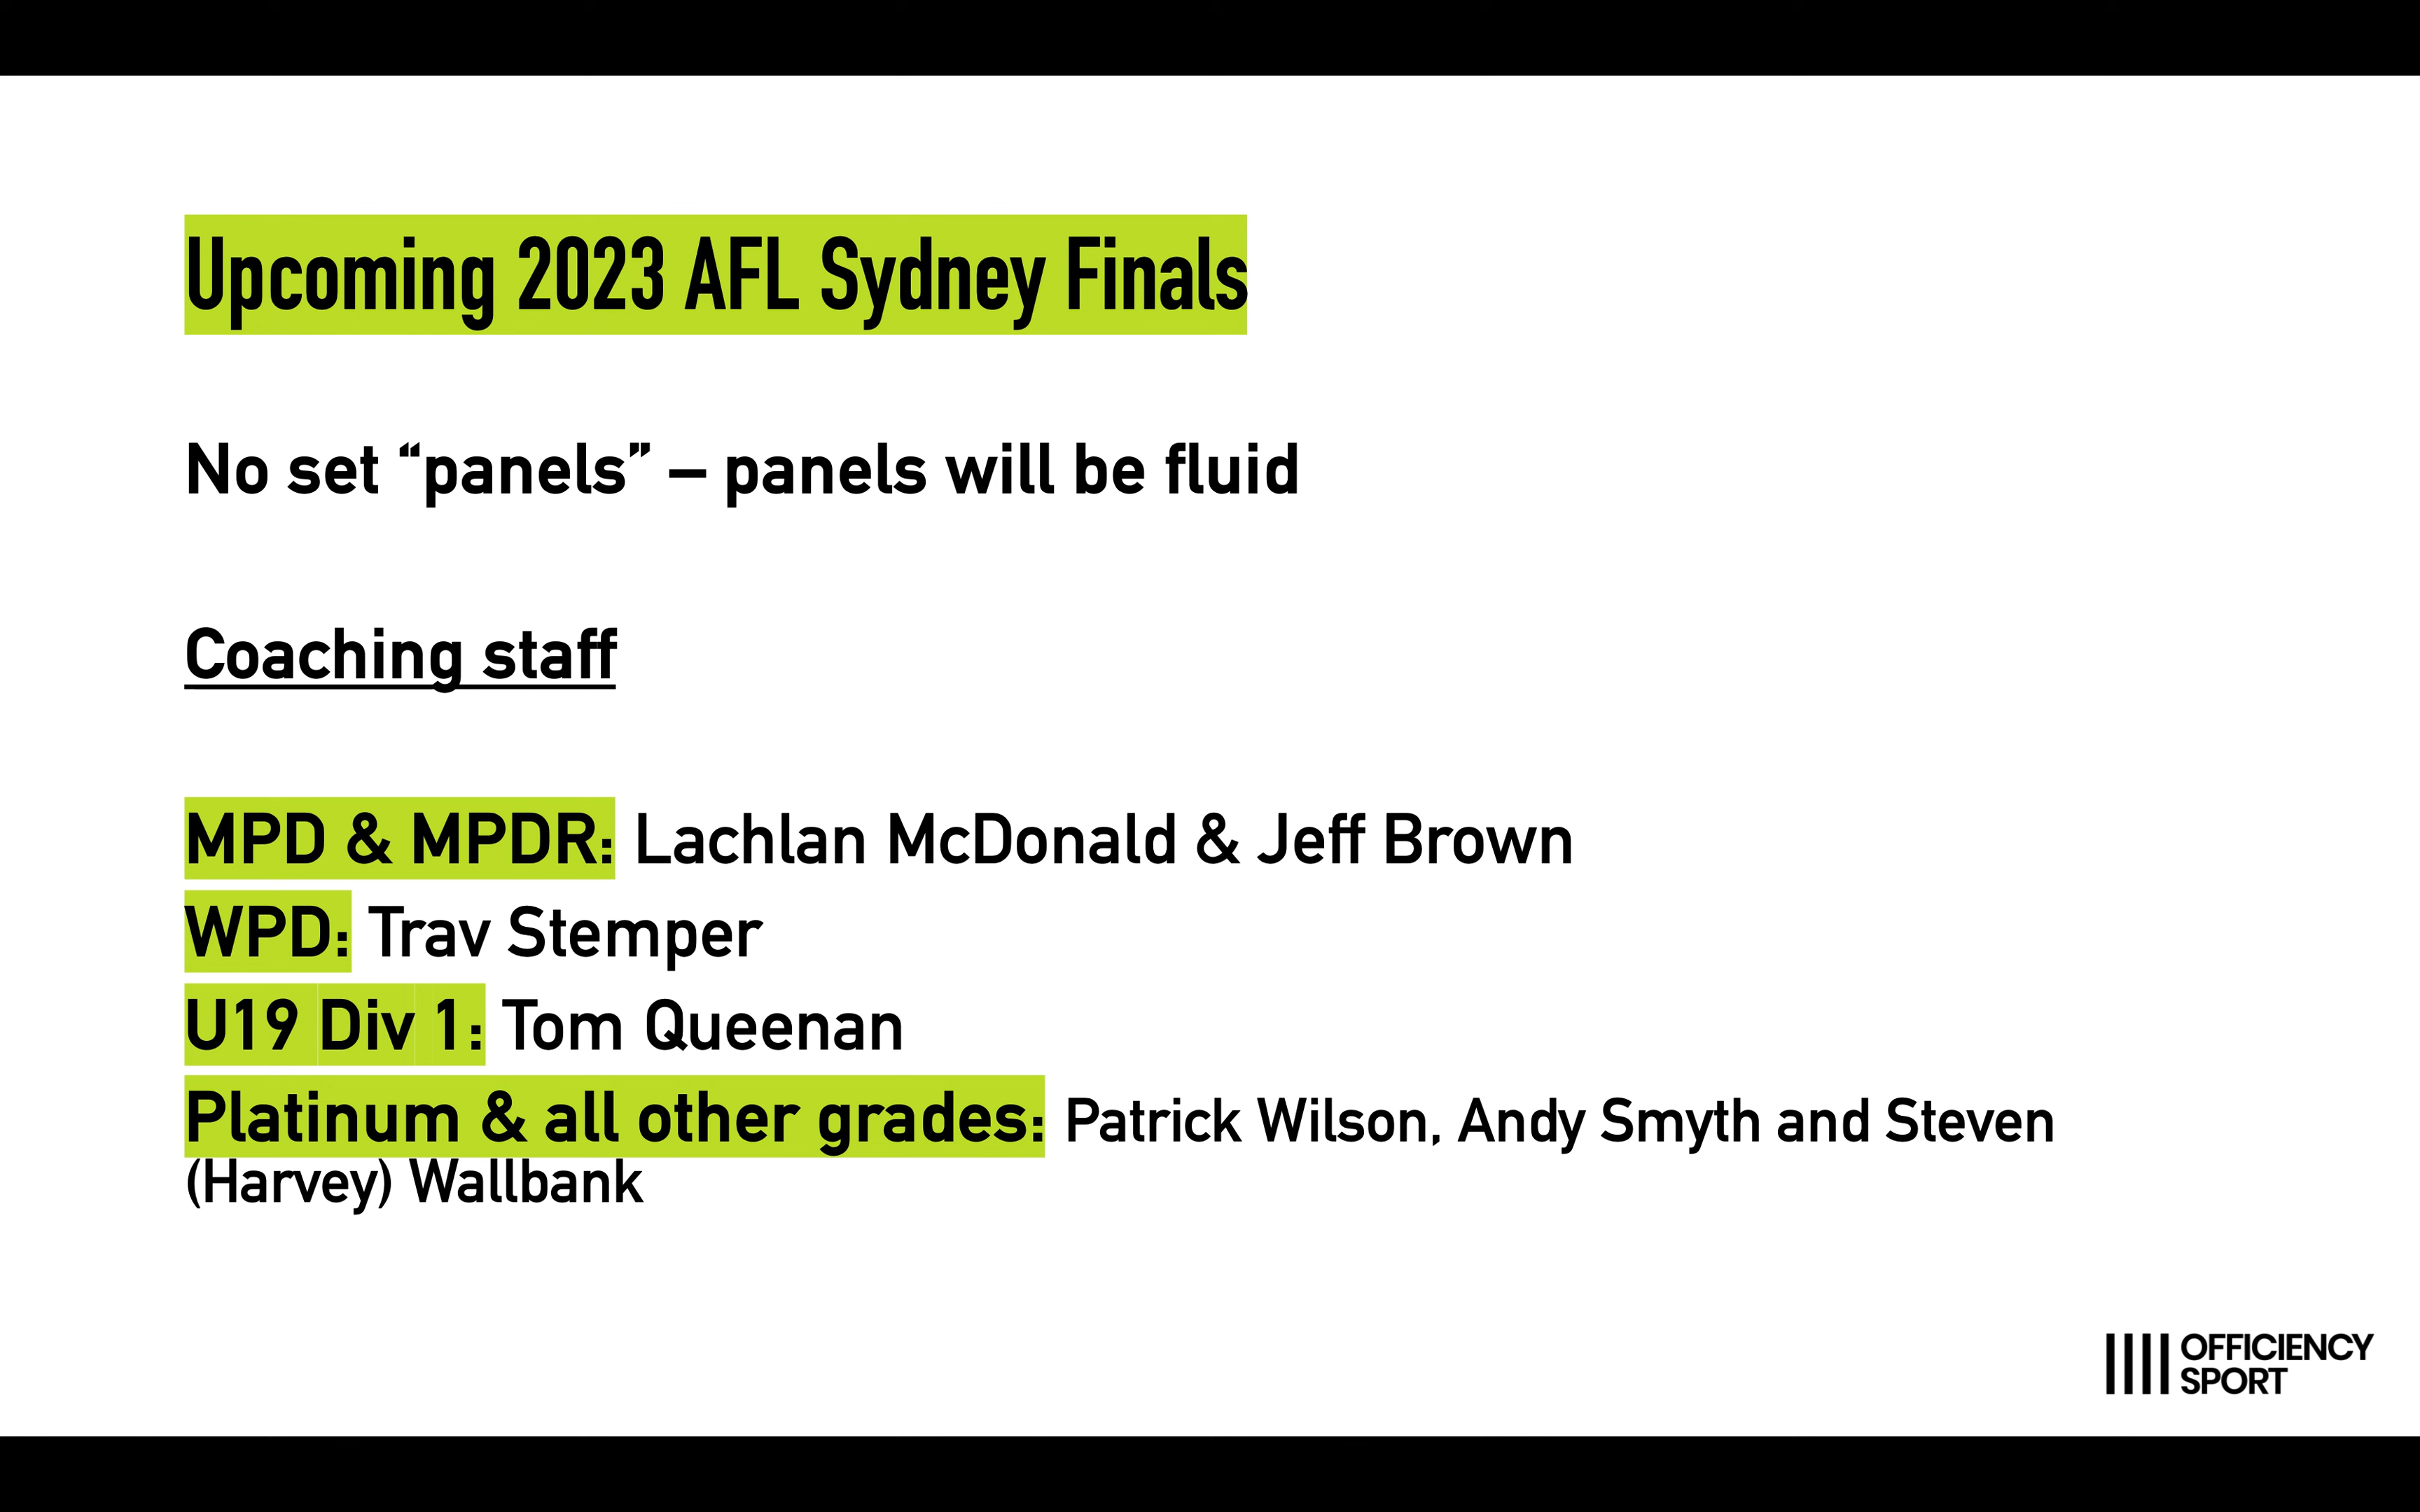 Upcoming 2023 AFL Sydney Finals
No set “panels” – panels will be fluid
Coaching staff
MPD & MPDR: Lachlan McDonald & Jeff Brown
WPD: Trav Stemper
U19 Div 1: Tom Queenan
Platinum & all other grades: Patrick Wilson, Andy Smyth and Steven
(Harvey) Wallbank
OFFICIENCY
SPORT